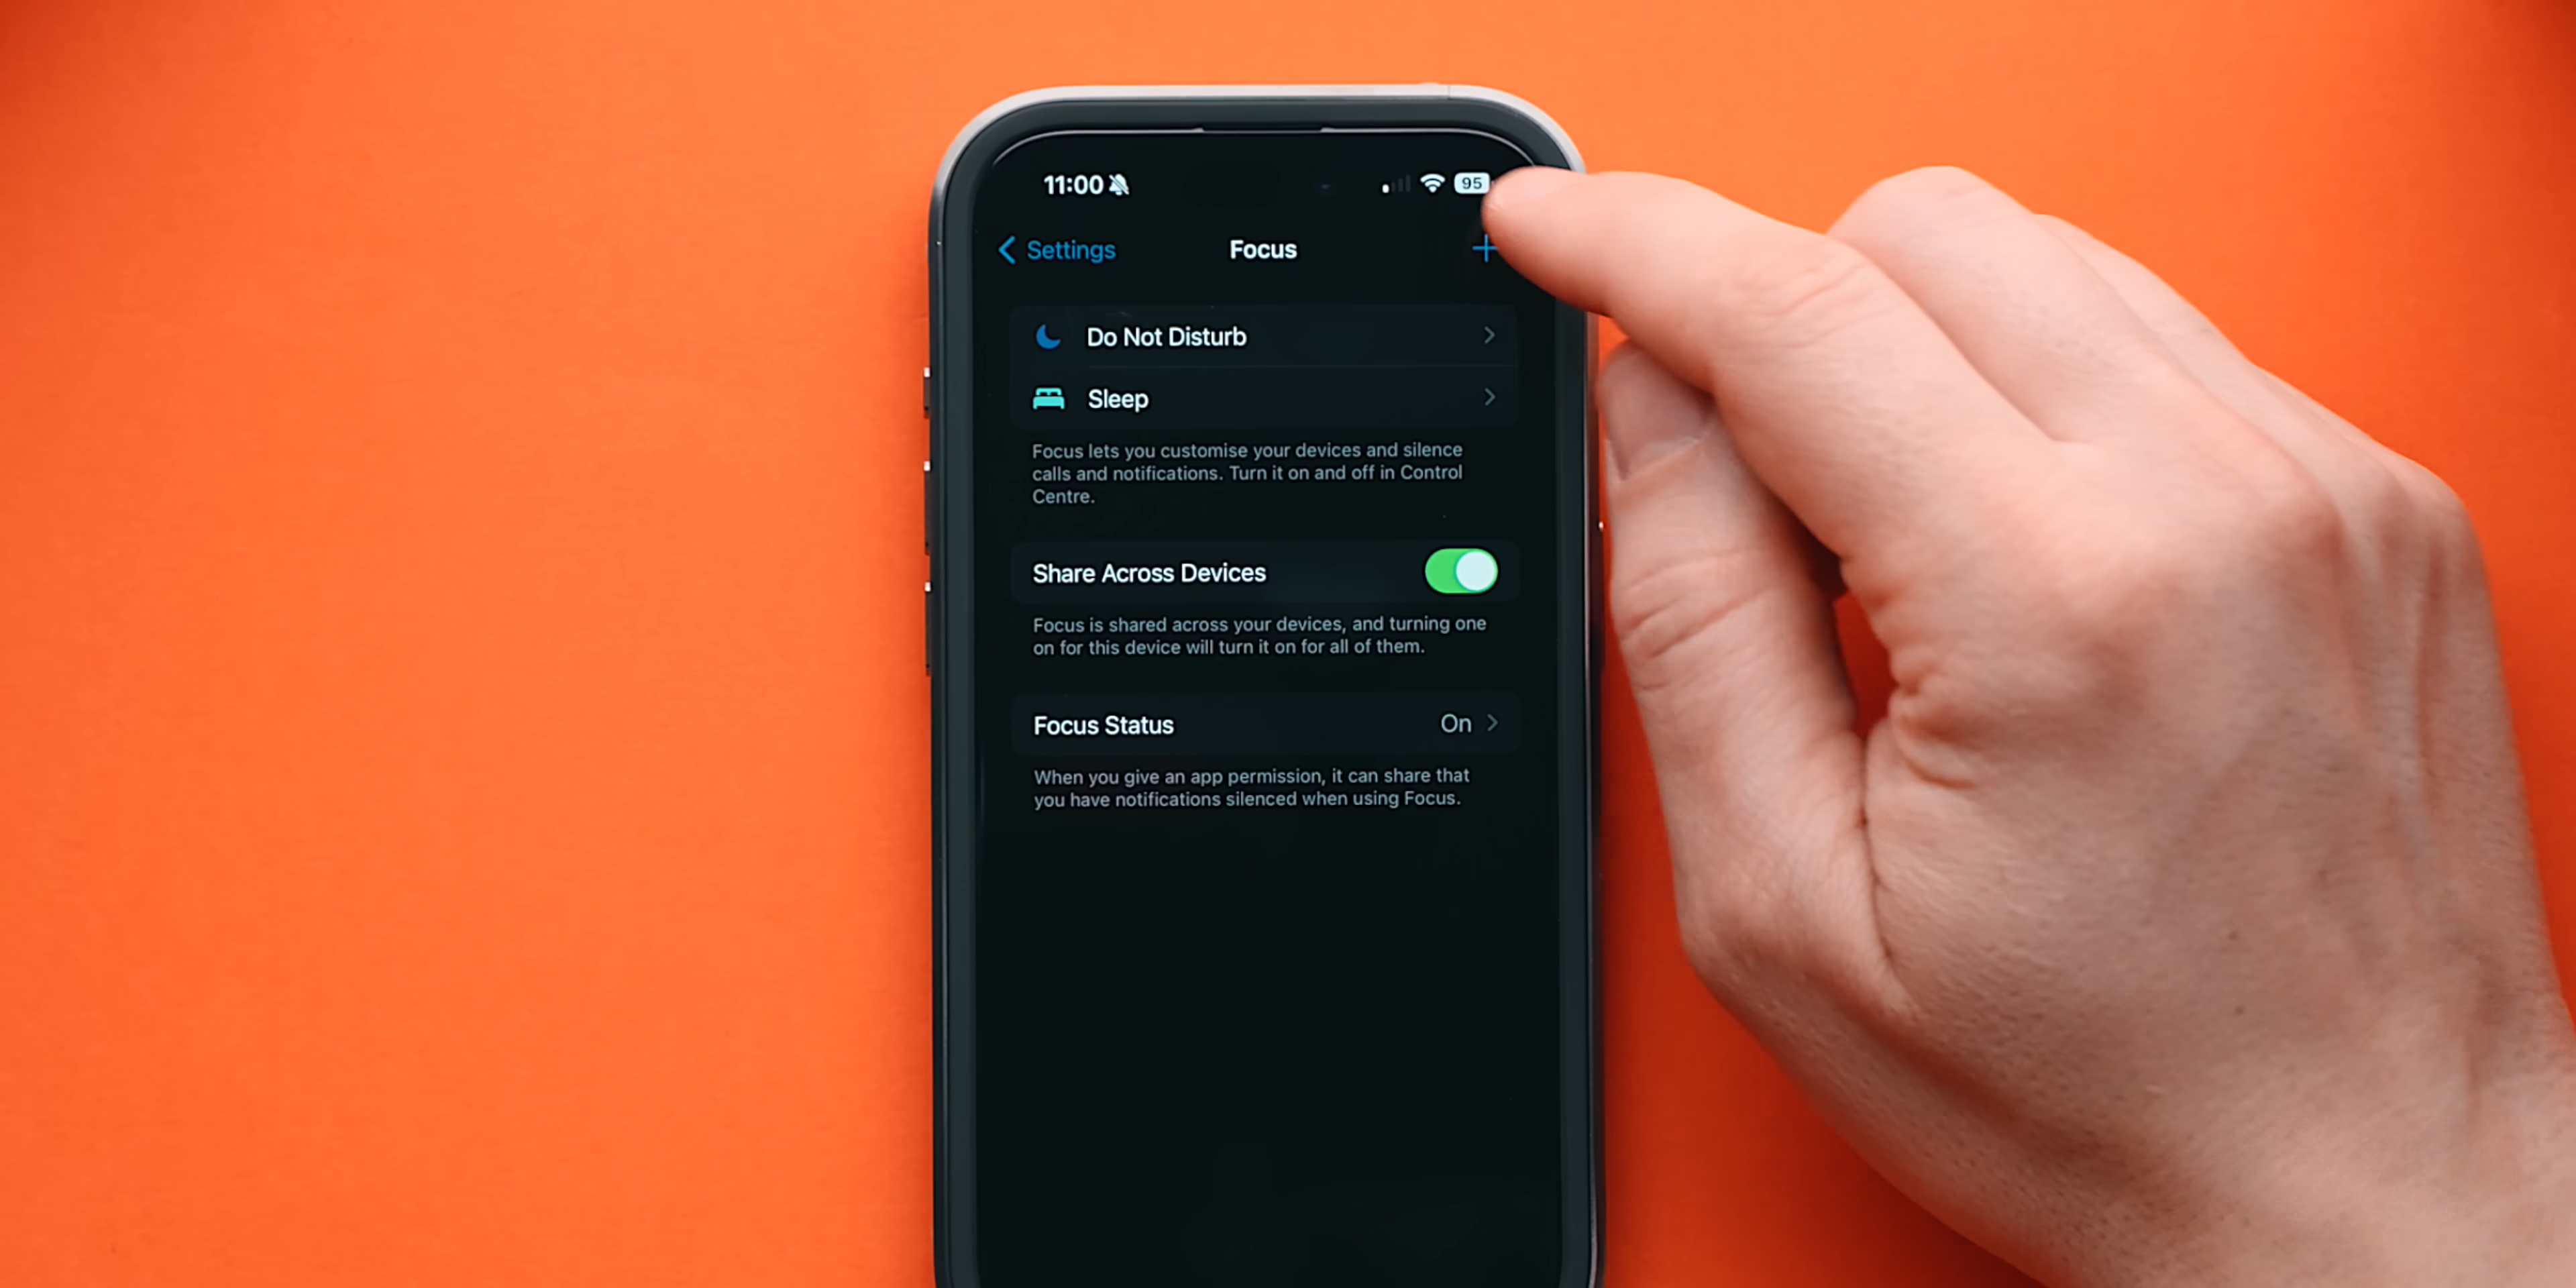 11:00
95
Settings
Focus
Do Not Disturb
Sleep
Focus lets you customise your devices and silence
calls and notifications. Turn it on and off in Control
Centre.
Share Across Devices
Focus is shared across your devices, and turning one
on for this device will turn it on for all of them.
Focus Status
On
When you give an app permission, it can share that
you have notifications silenced when using Focus.